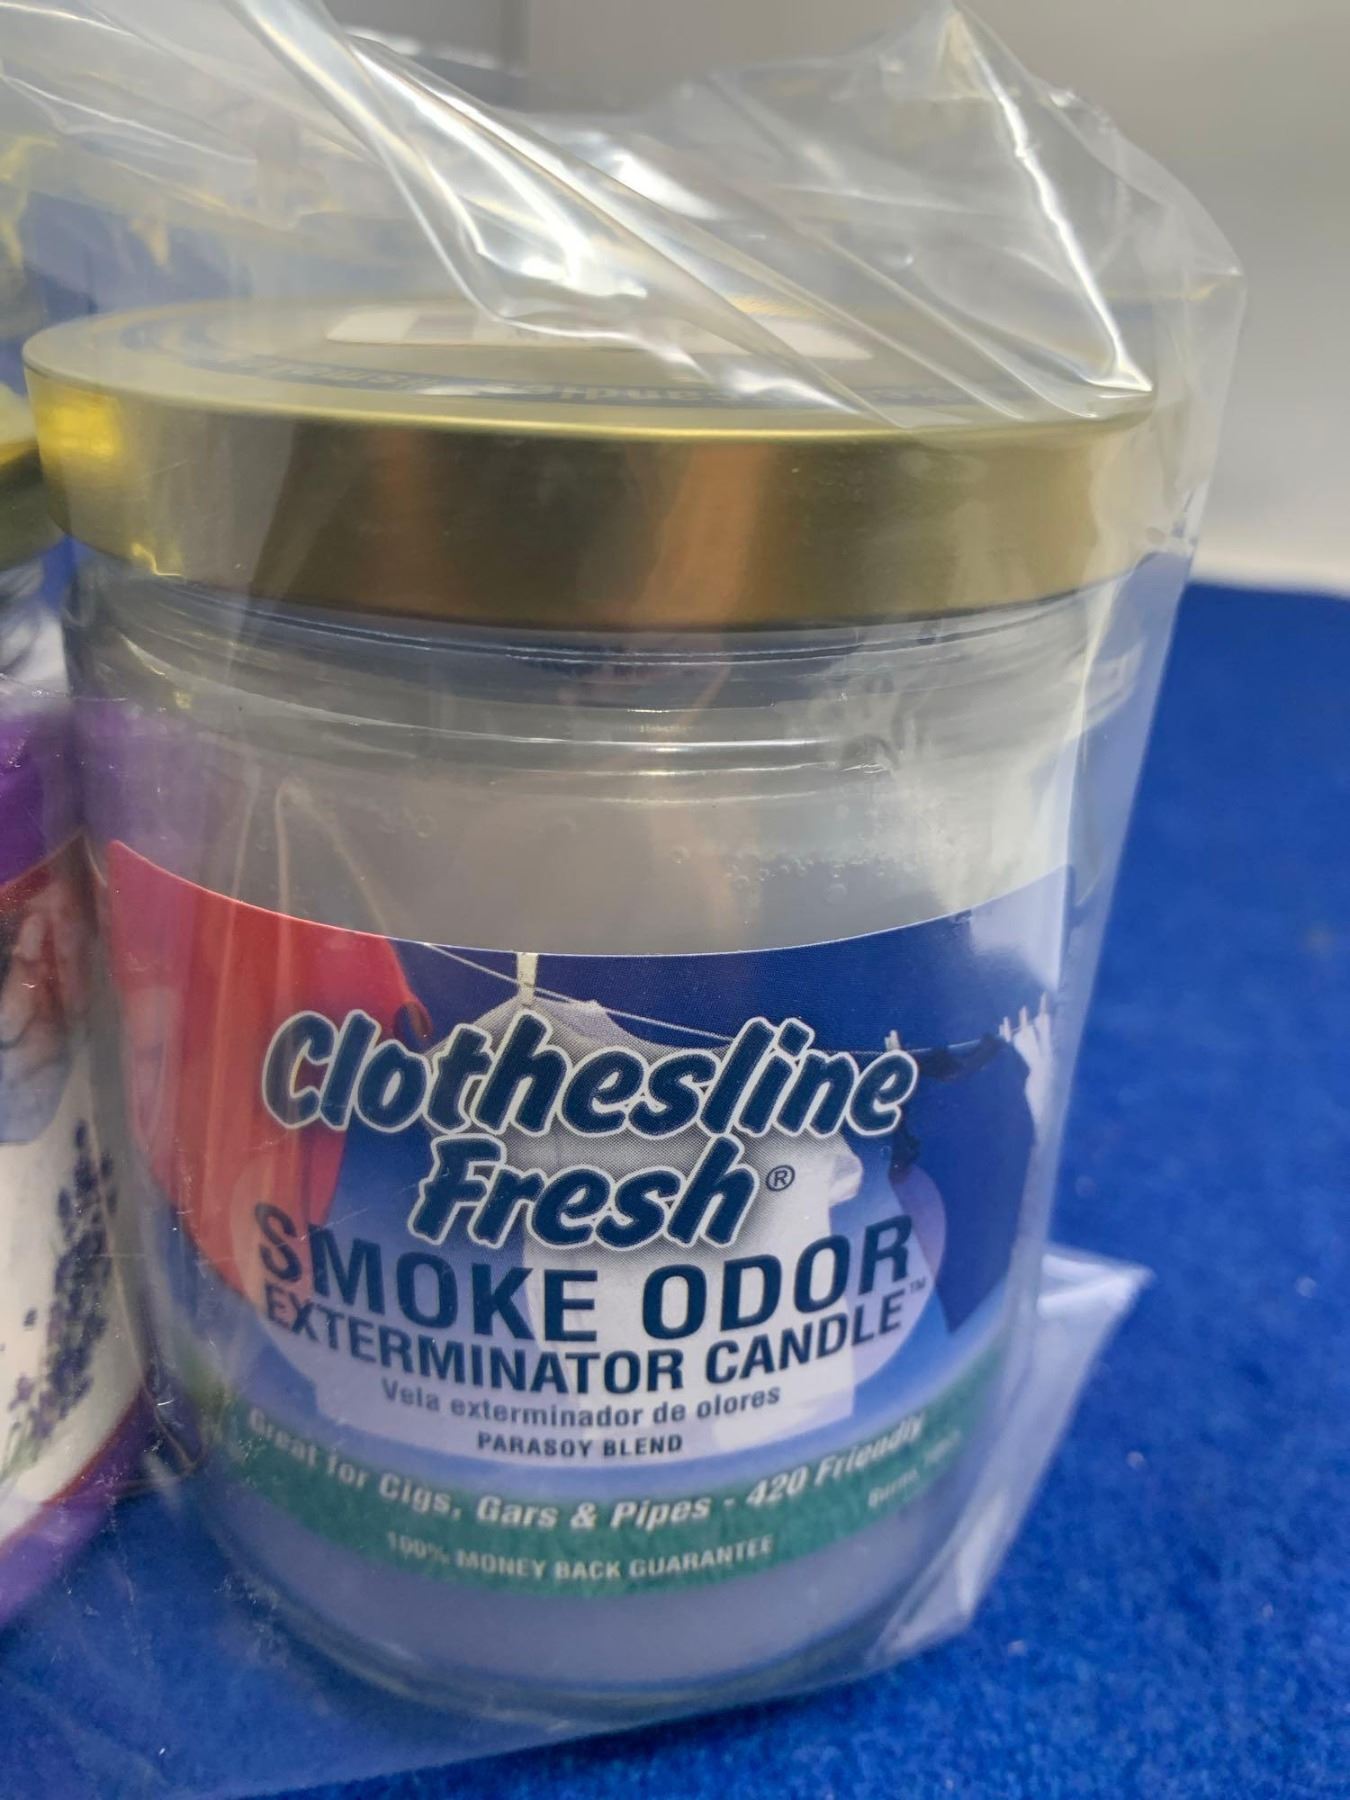 Clothesline
Fresh®
SMOKE ODOR
EXTERMINATOR CANDLE™
Vela exterminador de olores
PARASOY BLEND
Great for Cigs, Gars & Pipes - 420 Friendly
100% MONEY BACK GUARANTEE